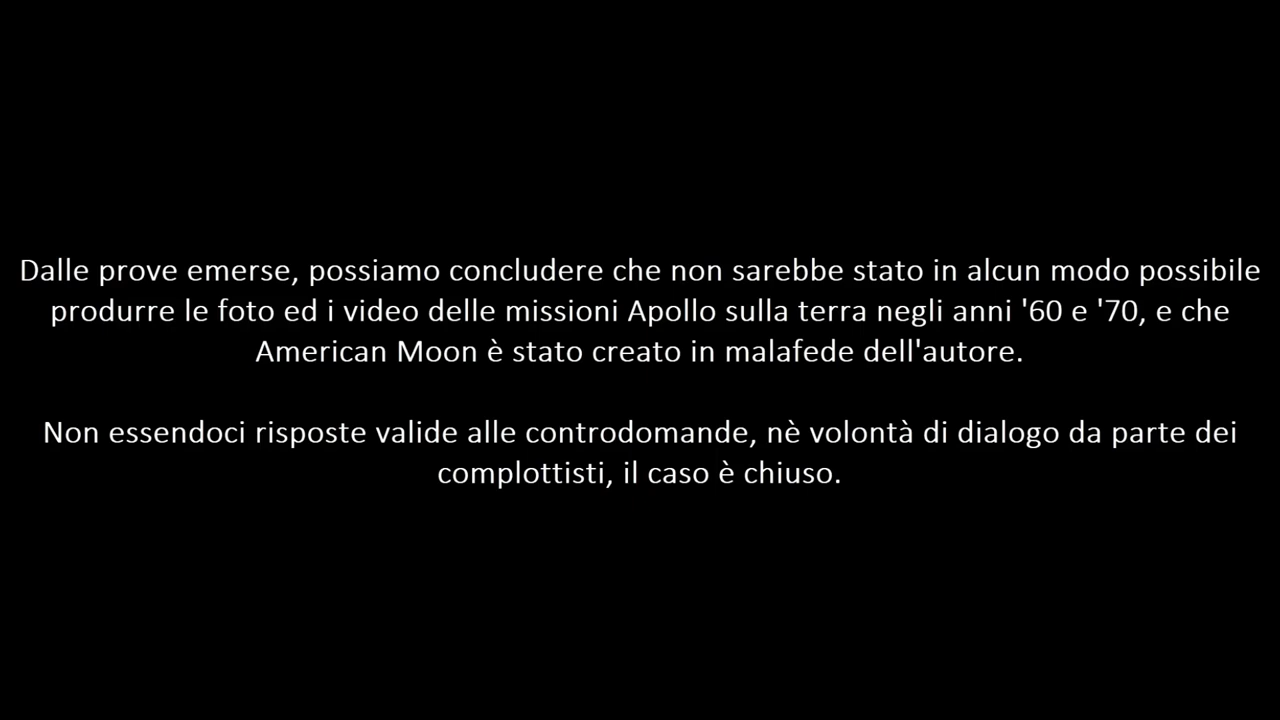 Dalle prove emerse, possiamo concludere che non sarebbe stato in alcun modo possibile
produrre le foto ed i video delle missioni Apollo sulla terra negli anni '60 e '70, e che
American Moon è stato creato in malafede dell'autore.
Non essendoci risposte valide alle controdomande, nè volontà di dialogo da parte dei
complottisti, il caso è chiuso.